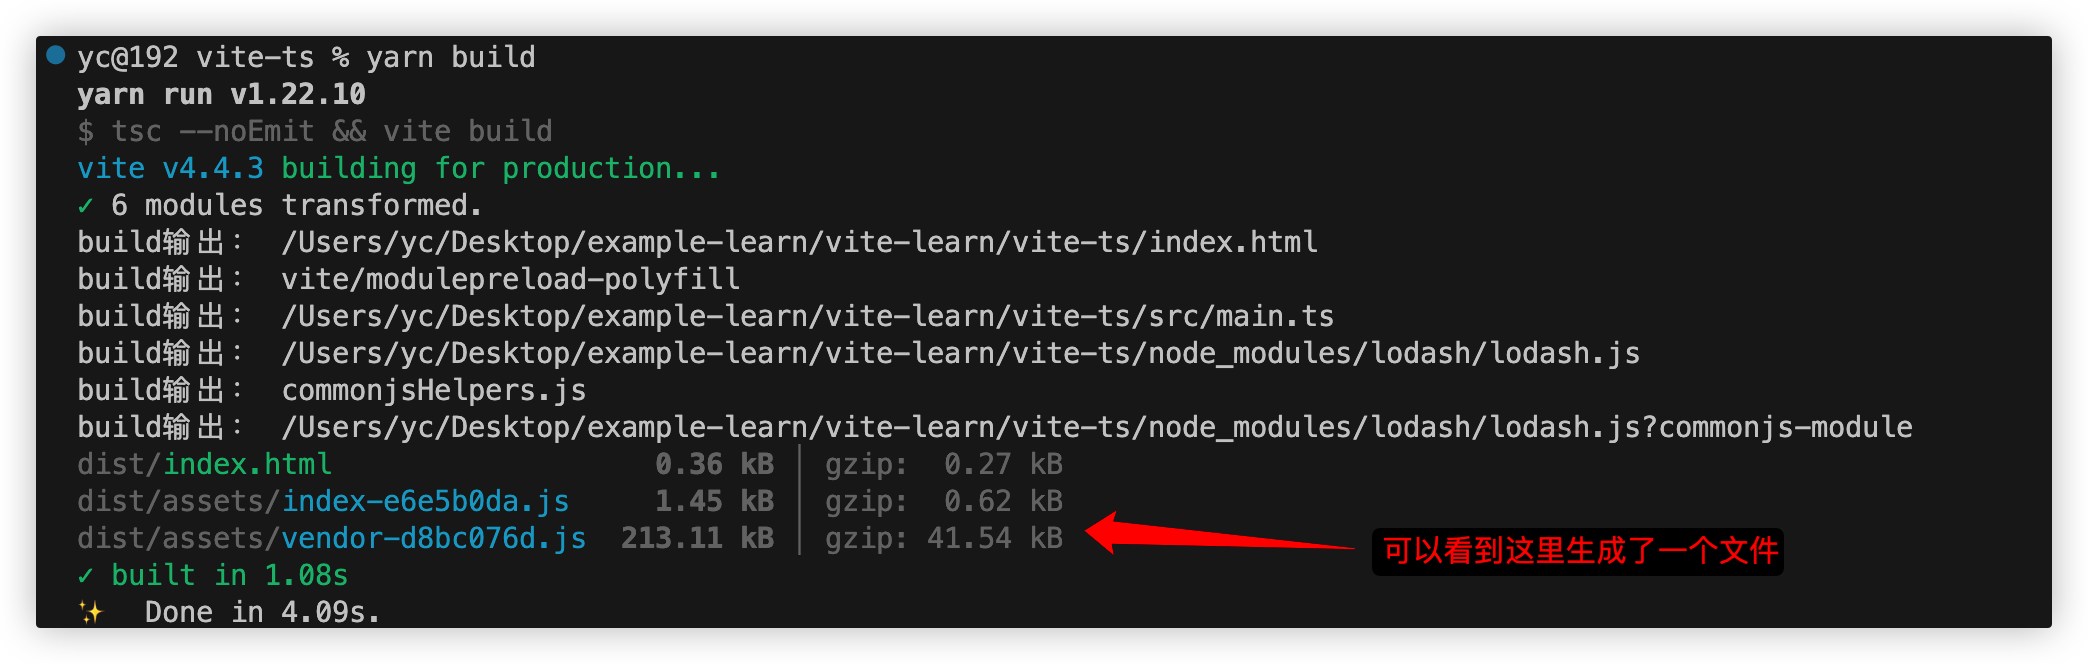 yc@192 vite-ts % yarn build
yarn run v1.22.10
$ tsc --noEmit && vite build
vite v4.4.3 building for production...
✓ 6 modules transformed.
build输出： /Users/yc/Desktop/example-learn/vite-learn/vite-ts/index.html
build输出： vite/modulepreload-polyfill
build输出： /Users/yc/Desktop/example-learn/vite-learn/vite-ts/src/main.ts
build输出： /Users/yc/Desktop/example-learn/vite-learn/vite-ts/node_modules/lodash/lodash.js
build输出： commonjsHelpers.js
build输出： /Users/yc/Desktop/example-learn/vite-learn/vite-ts/node_modules/lodash/lodash.js?commonjs-module
dist/index.html 0.36 kB │ gzip: 0.27 kB
dist/assets/index-e6e5b0da.js 1.45 kB │ gzip: 0.62 kB
dist/assets/vendor-d8bc076d.js 213.11 kB │ gzip: 41.54 kB
可以看到这里生成了一个文件
✓ built in 1.08s
✨ Done in 4.09s.